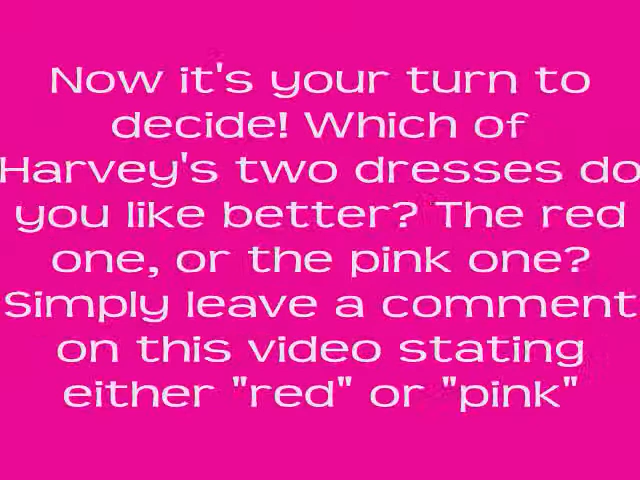 Now it's your turn to
decide! Which of
Harvey's two dresses do
you like better? The red
one, or the pink one?
Simply leave a comment
on this video stating
either "red" or "pink"